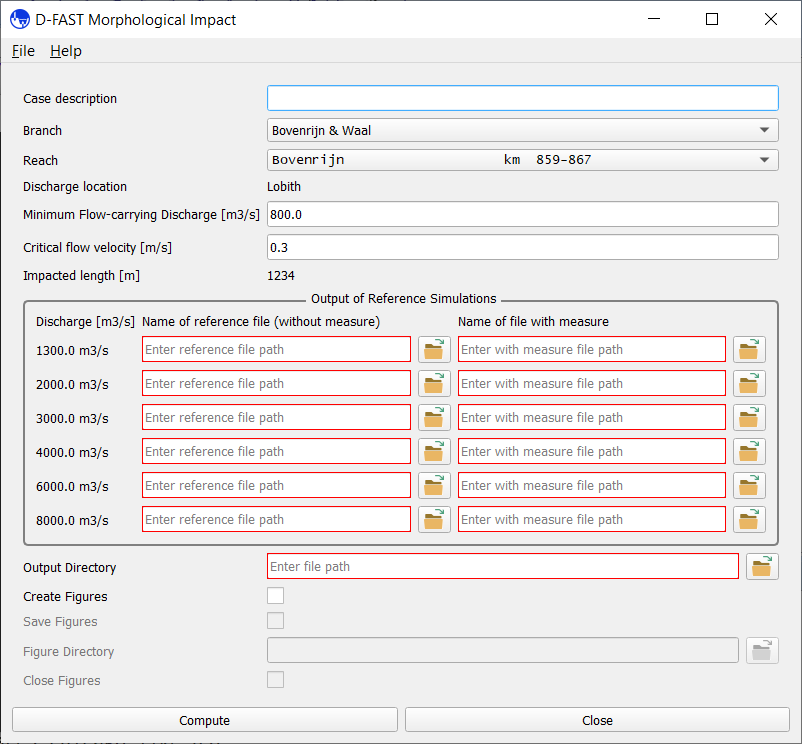 D-FAST Morphological Impact
File Help
Case description
Branch Bovenrijn & Waal
Reach Bovenrijn km 859-867
Discharge location Lobith
Minimum Flow-carrying Discharge [m3/s] 800.0
Critical flow velocity [m/s] 0.3
Impacted length [m] 1234
Output of Reference Simulations
Discharge [m3/s] Name of reference file (without measure) Name of file with measure
1300.0 m3/s Enter reference file path Enter with measure file path
2000.0 m3/s Enter reference file path Enter with measure file path
3000.0 m3/s Enter reference file path Enter with measure file path
4000.0 m3/s Enter reference file path Enter with measure file path
6000.0 m3/s Enter reference file path Enter with measure file path
8000.0 m3/s Enter reference file path Enter with measure file path
Output Directory Enter file path
Create Figures
Save Figures
Figure Directory
Close Figures
Compute Close